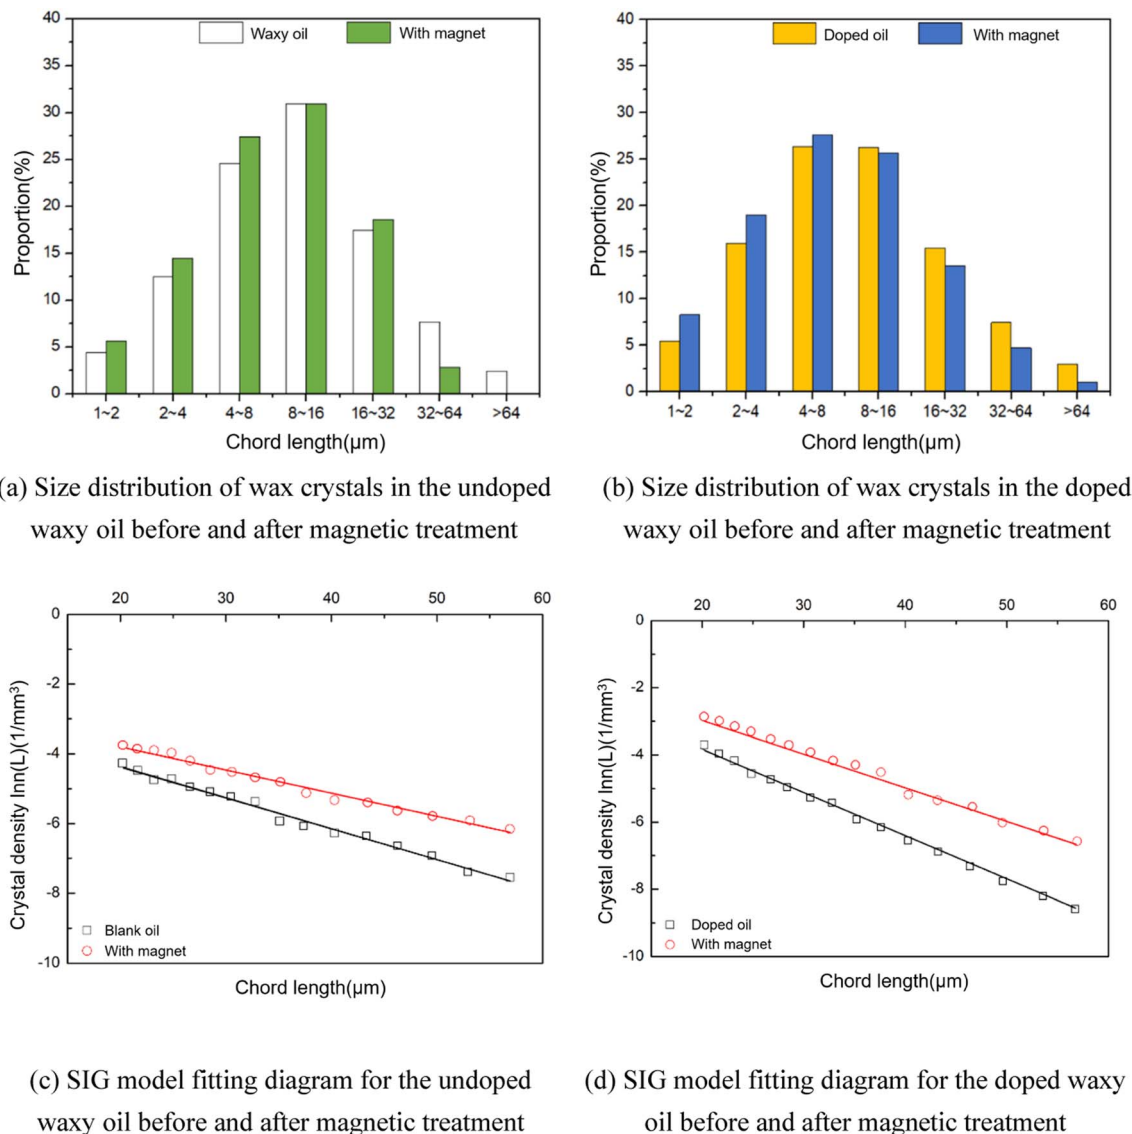 40
35
30
25
20
15
10
5
0
Proportion(%)
Waxy oil
With magnet
1~2 2~4 4~8 8~16 16~32 32~64 >64
Chord length(μm)
(a) Size distribution of wax crystals in the undoped
waxy oil before and after magnetic treatment
40
35
30
25
20
15
10
5
0
Proportion(%)
Doped oil
With magnet
1~2 2~4 4~8 8~16 16~32 32~64 >64
Chord length(μm)
(b) Size distribution of wax crystals in the doped
waxy oil before and after magnetic treatment
20 30 40 50 60
0
-2
-4
-6
-8
-10
Crystal density lnn(L)(1/mm³)
Blank oil
With magnet
Chord length(μm)
(c) SIG model fitting diagram for the undoped
waxy oil before and after magnetic treatment
20 30 40 50 60
0
-2
-4
-6
-8
-10
Crystal density lnn(L)(1/mm³)
Doped oil
With magnet
Chord length(μm)
(d) SIG model fitting diagram for the doped waxy
oil before and after magnetic treatment